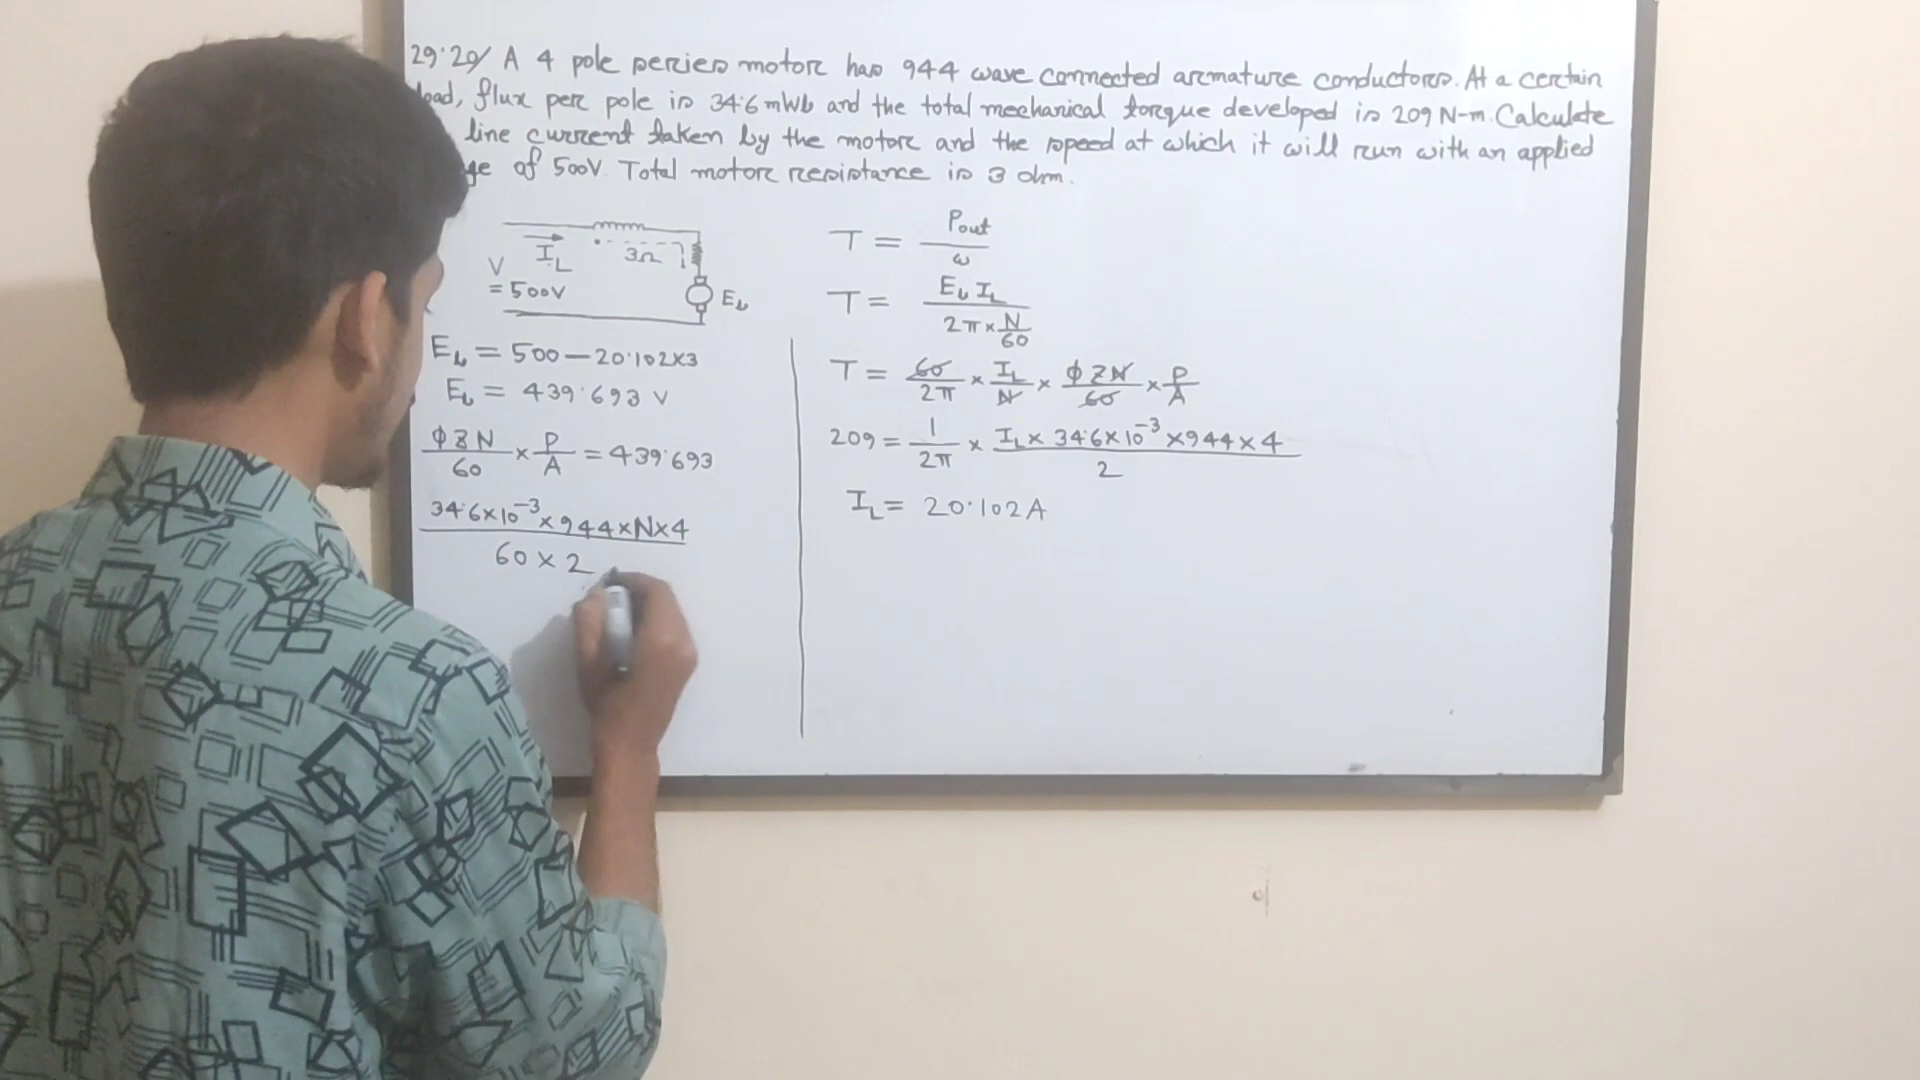 29.20/ A 4 pole series motor has 944 wave connected armature conductors. At a certain
load, flux per pole is 34.6 mWb and the total mechanical torque developed is 209 N-m. Calculate
line current taken by the motor and the speed at which it will run with an applied
ge of 500V. Total motor resistance is 3 ohm.
I_L
3Ω
V
= 500V
E_b
E_b = 500 — 20.102×3
E_b = 439.693 V
ϕZN/60 × P/A = 439.693
34.6×10^-3 ×944×N×4
60 × 2
T = Pout/ω
T = E_b I_L / 2π×N/60
T = 60/2π × I_L/N × ϕZN/60 × P/A
209 = 1/2π × I_L× 34.6×10^-3 ×944×4 / 2
I_L = 20.102A